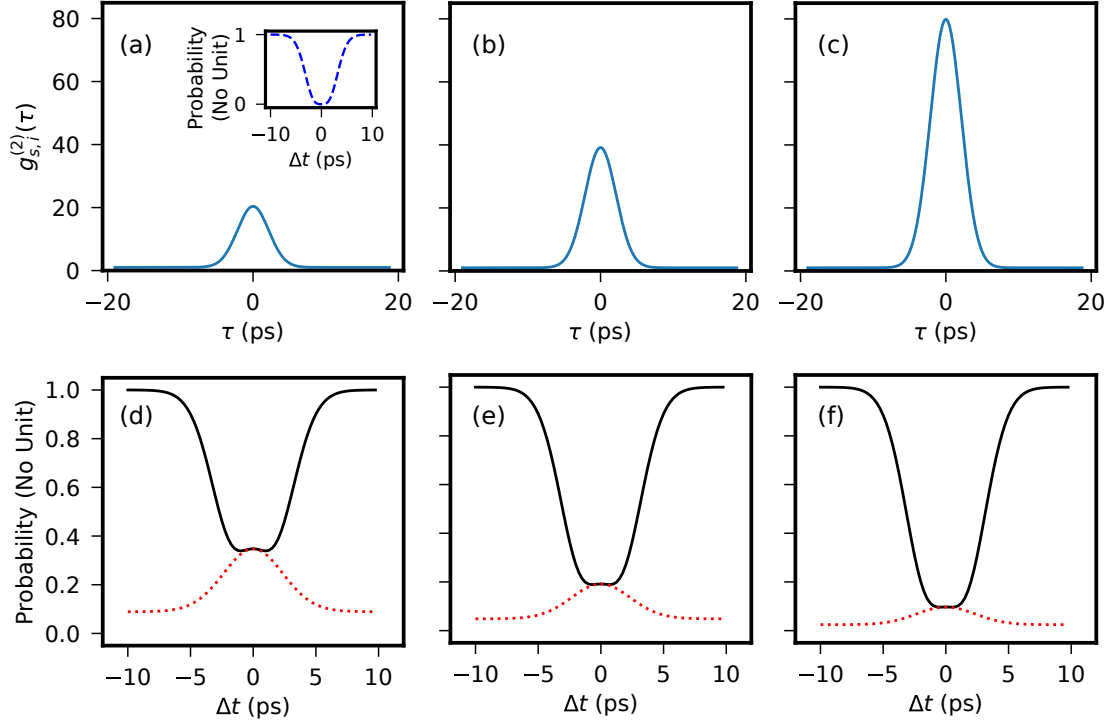 80
60
40
20
0
g^{(2)}_{s,i}(τ)
(a)
Probability
(No Unit)
1
0
−10 0 10
Δt (ps)
(b)
(c)
−20 0 20
−20 0 20
−20 0 20
τ (ps)
τ (ps)
τ (ps)
1.0
0.8
0.6
0.4
0.2
0.0
Probability (No Unit)
(d)
(e)
(f)
−10 −5 0 5 10
−10 −5 0 5 10
−10 −5 0 5 10
Δt (ps)
Δt (ps)
Δt (ps)